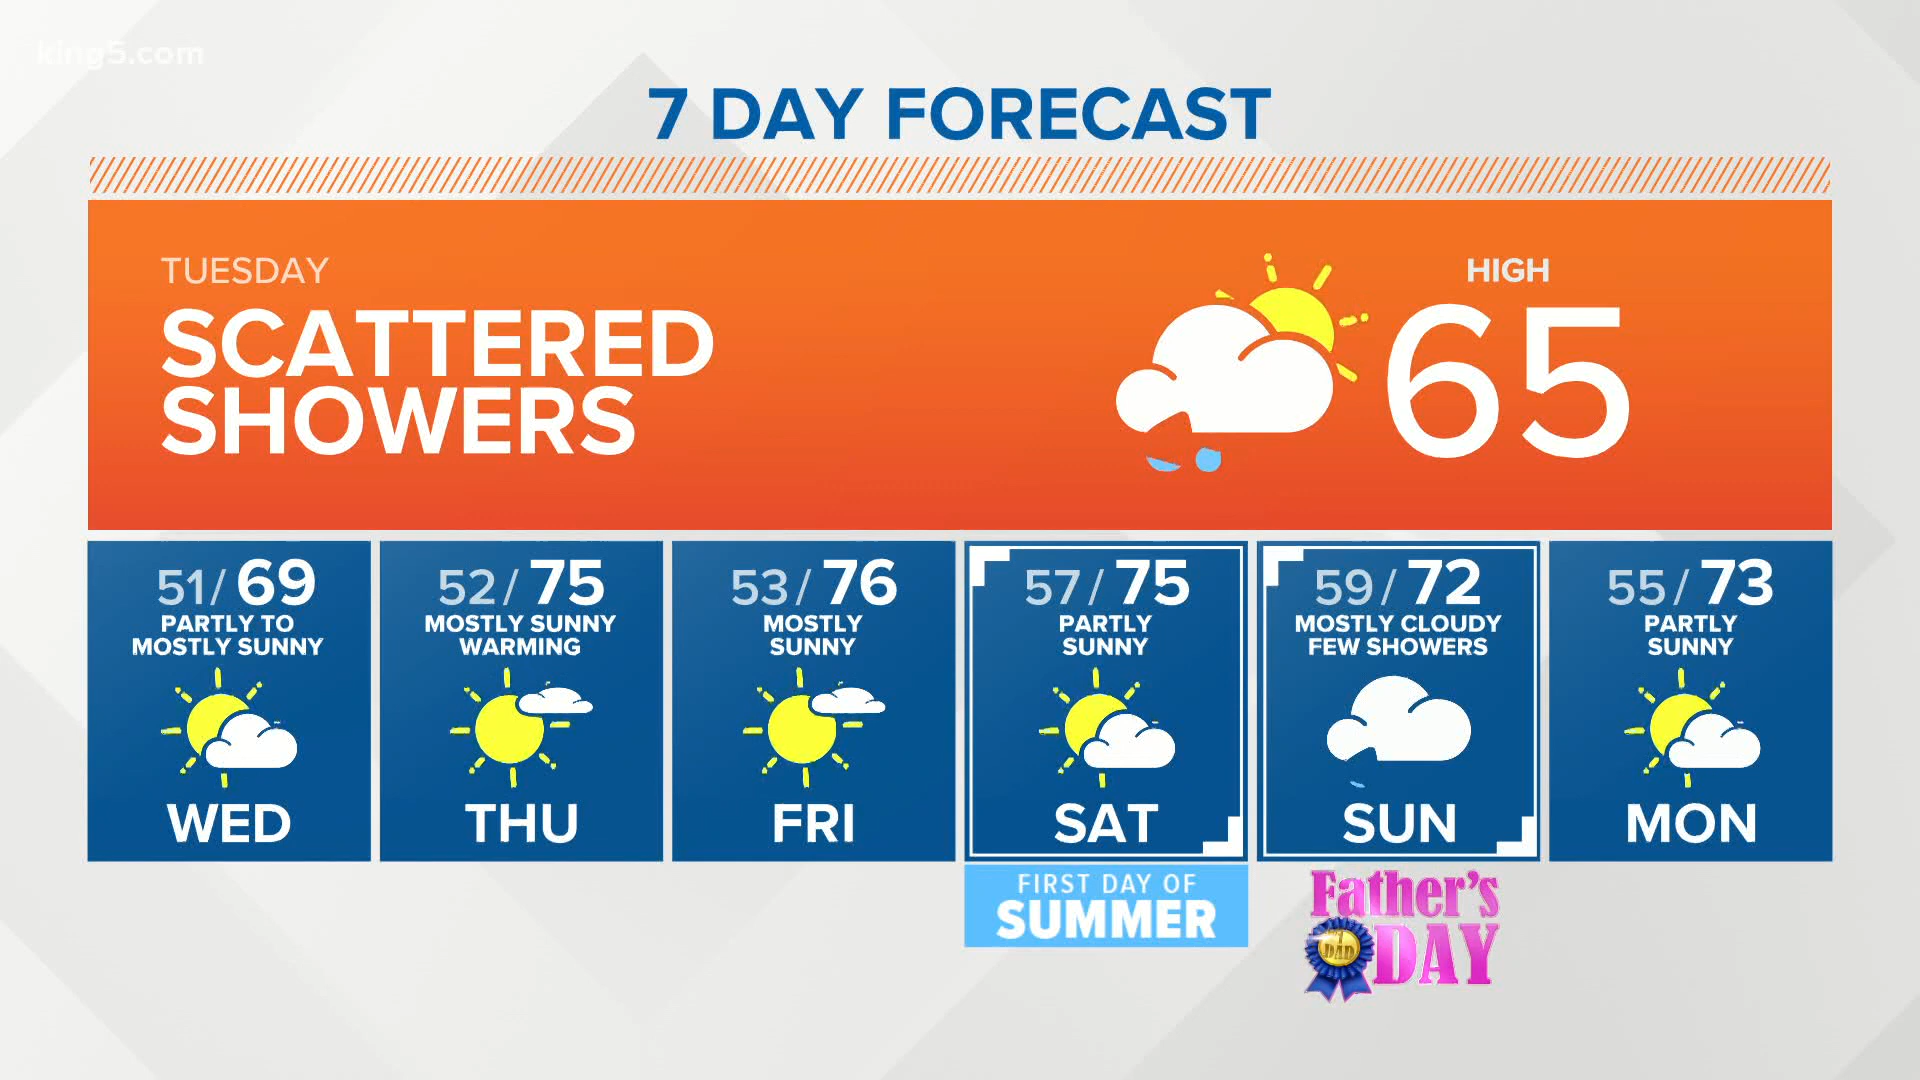 king5.com
7 DAY FORECAST
TUESDAY
SCATTERED
SHOWERS
HIGH
65
51/69
PARTLY TO
MOSTLY SUNNY
WED
52/75
MOSTLY SUNNY
WARMING
THU
53/76
MOSTLY
SUNNY
FRI
57/75
PARTLY
SUNNY
SAT
FIRST DAY OF
SUMMER
59/72
MOSTLY CLOUDY
FEW SHOWERS
SUN
Father's
DAY
DAD
55/73
PARTLY
SUNNY
MON